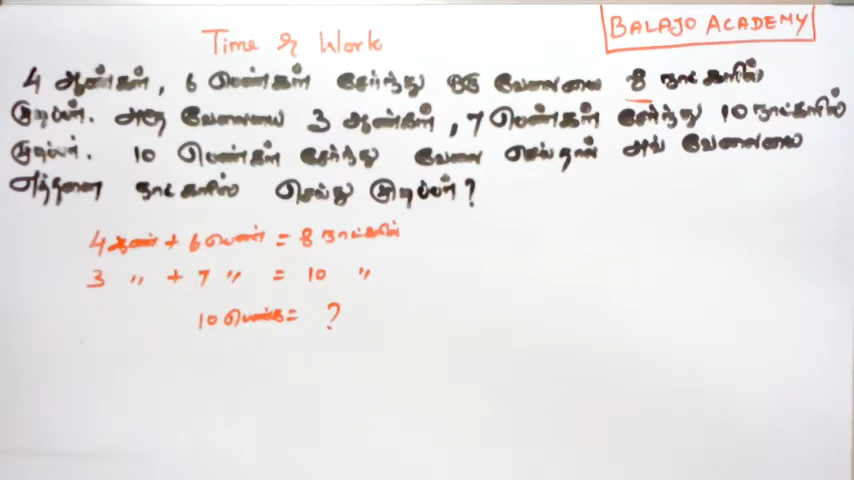 BALAJO ACADEMY
Time & Work
4 ஆண்கள், 6 பெண்கள் சேர்ந்து ஒரு வேலையை 8 நாட்களில்
முடிப்பர். அதே வேலையை 3 ஆண்கள், 7 பெண்கள் சேர்ந்து 10 நாட்களில்
முடிப்பர். 10 பெண்கள் சேர்ந்து வேலை செய்தால் அவ் வேலையை
எத்தனை நாட்களில் செய்து முடிப்பர்?
4 ஆண் + 6 பெண் = 8 நாட்களில்
3 " + 7 " = 10 "
10 பெண்கள் = ?